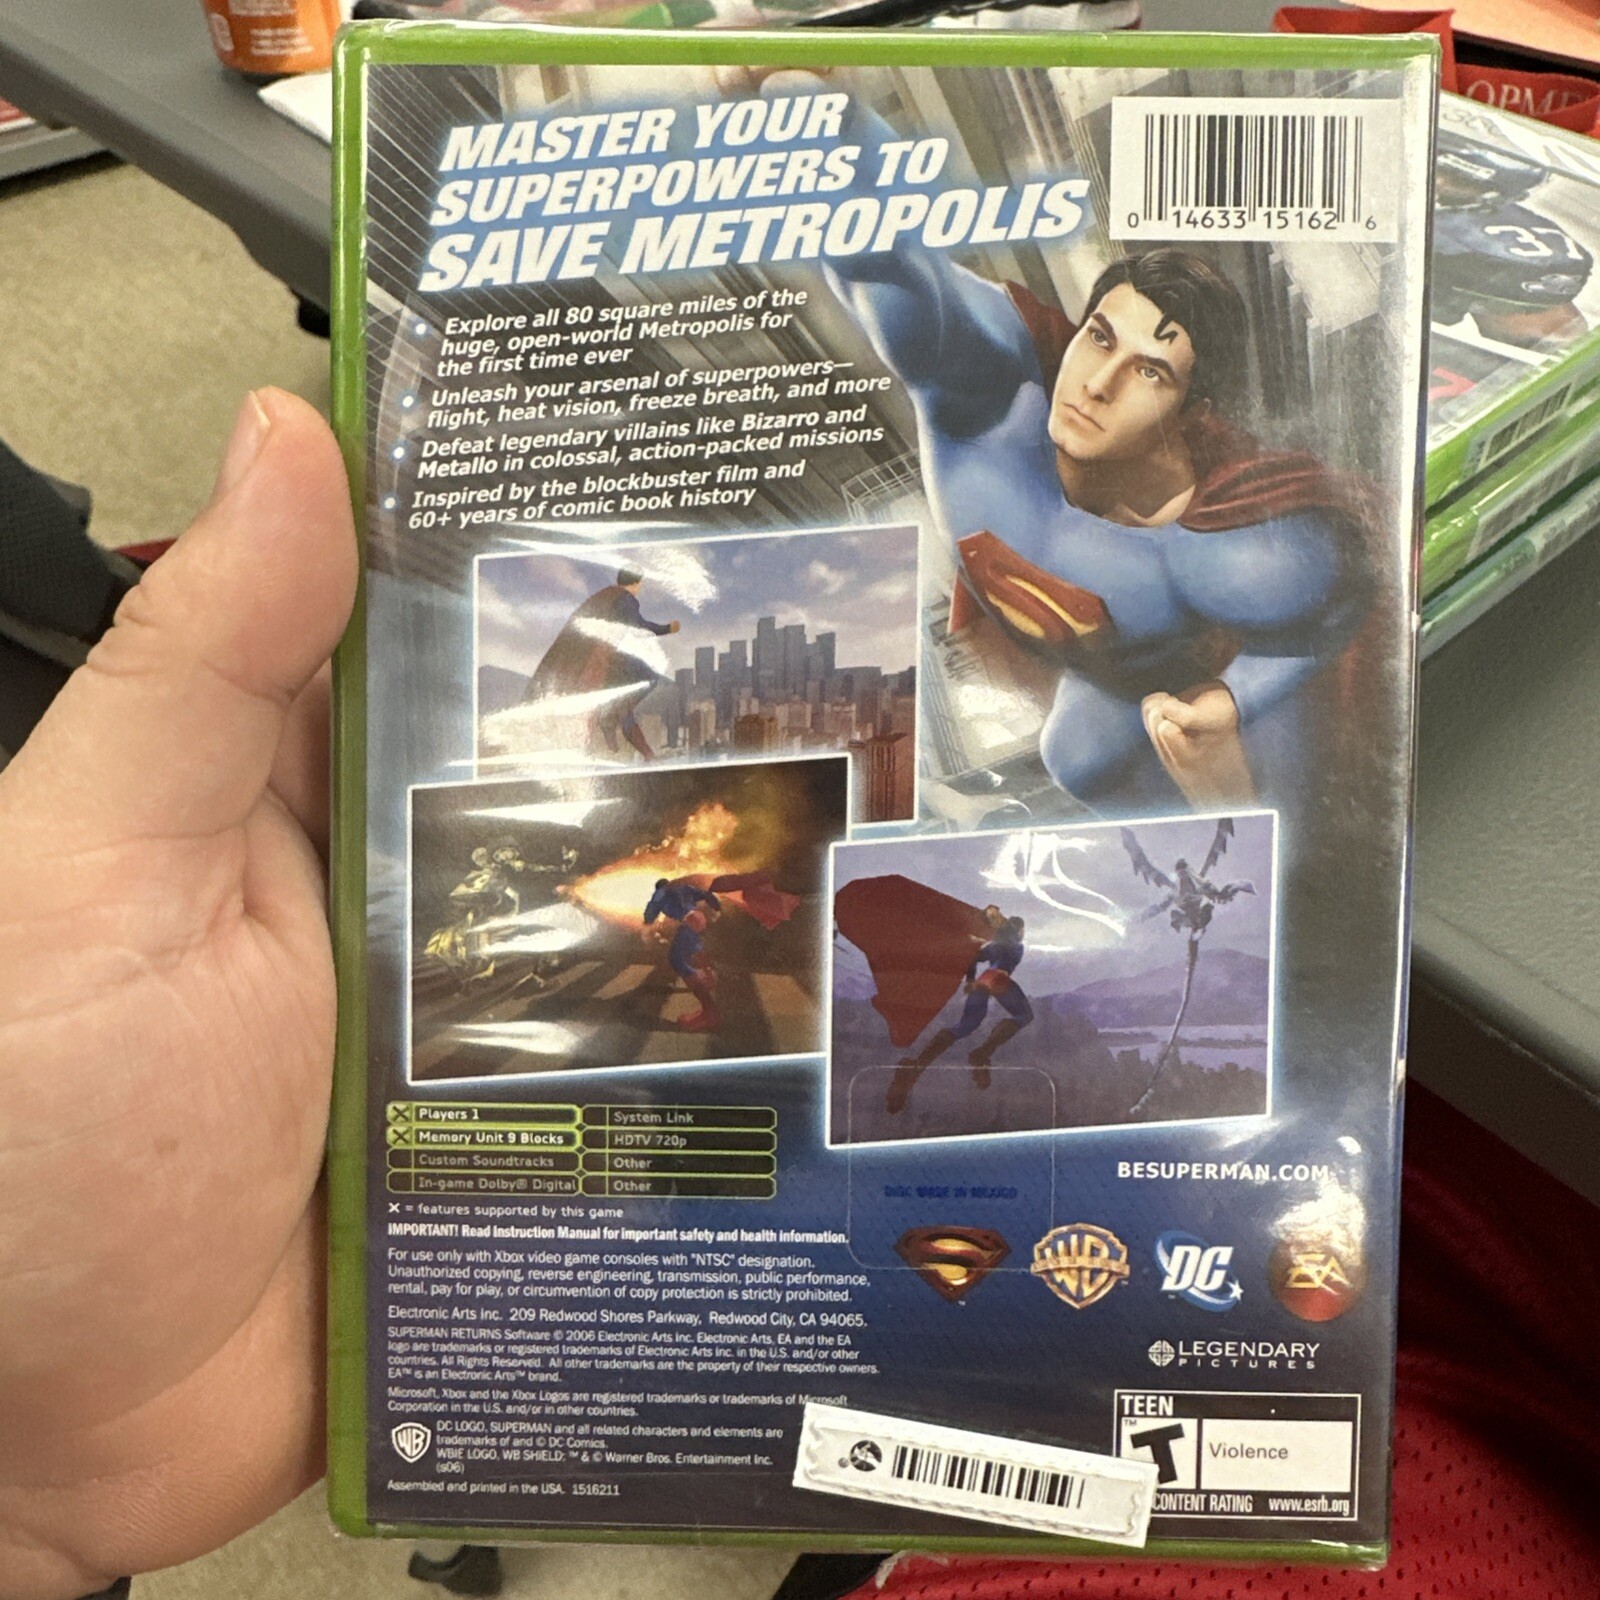 MASTER YOUR
SUPERPOWERS TO
SAVE METROPOLIS
0 14633 15162 6
Explore all 80 square miles of the
huge, open-world Metropolis for
the first time ever
Unleash your arsenal of superpowers—
flight, heat vision, freeze breath, and more
Defeat legendary villains like Bizarro and
Metallo in colossal, action-packed missions
Inspired by the blockbuster film and
60+ years of comic book history
37
Players 1
System Link
Memory Unit 9 Blocks
HDTV 720p
Custom Soundtracks
Other
In-game Dolby® Digital
Other
X = features supported by this game
IMPORTANT! Read Instruction Manual for important safety and health information.
For use only with Xbox video game consoles with "NTSC" designation.
Unauthorized copying, reverse engineering, transmission, public performance,
rental, pay for play, or circumvention of copy protection is strictly prohibited.
Electronic Arts Inc. 209 Redwood Shores Parkway, Redwood City, CA 94065.
SUPERMAN RETURNS Software © 2006 Electronic Arts Inc. Electronic Arts, EA and the EA
logo are trademarks or registered trademarks of Electronic Arts Inc. in the U.S. and/or other
countries. All Rights Reserved. All other trademarks are the property of their respective owners.
EA™ is an Electronic Arts™ brand.
Microsoft, Xbox and the Xbox Logos are registered trademarks or trademarks of Microsoft
Corporation in the U.S. and/or in other countries.
WB
DC LOGO, SUPERMAN and all related characters and elements are
trademarks of and © DC Comics.
WBIE LOGO, WB SHIELD: ™ & © Warner Bros. Entertainment Inc.
(s06)
Assembled and printed in the USA. 1516211
BESUPERMAN.COM
DISC MADE IN MEXICO
S
WB
DC
EA
LEGENDARY
PICTURES
TEEN
T
Violence
CONTENT RATING www.esrb.org